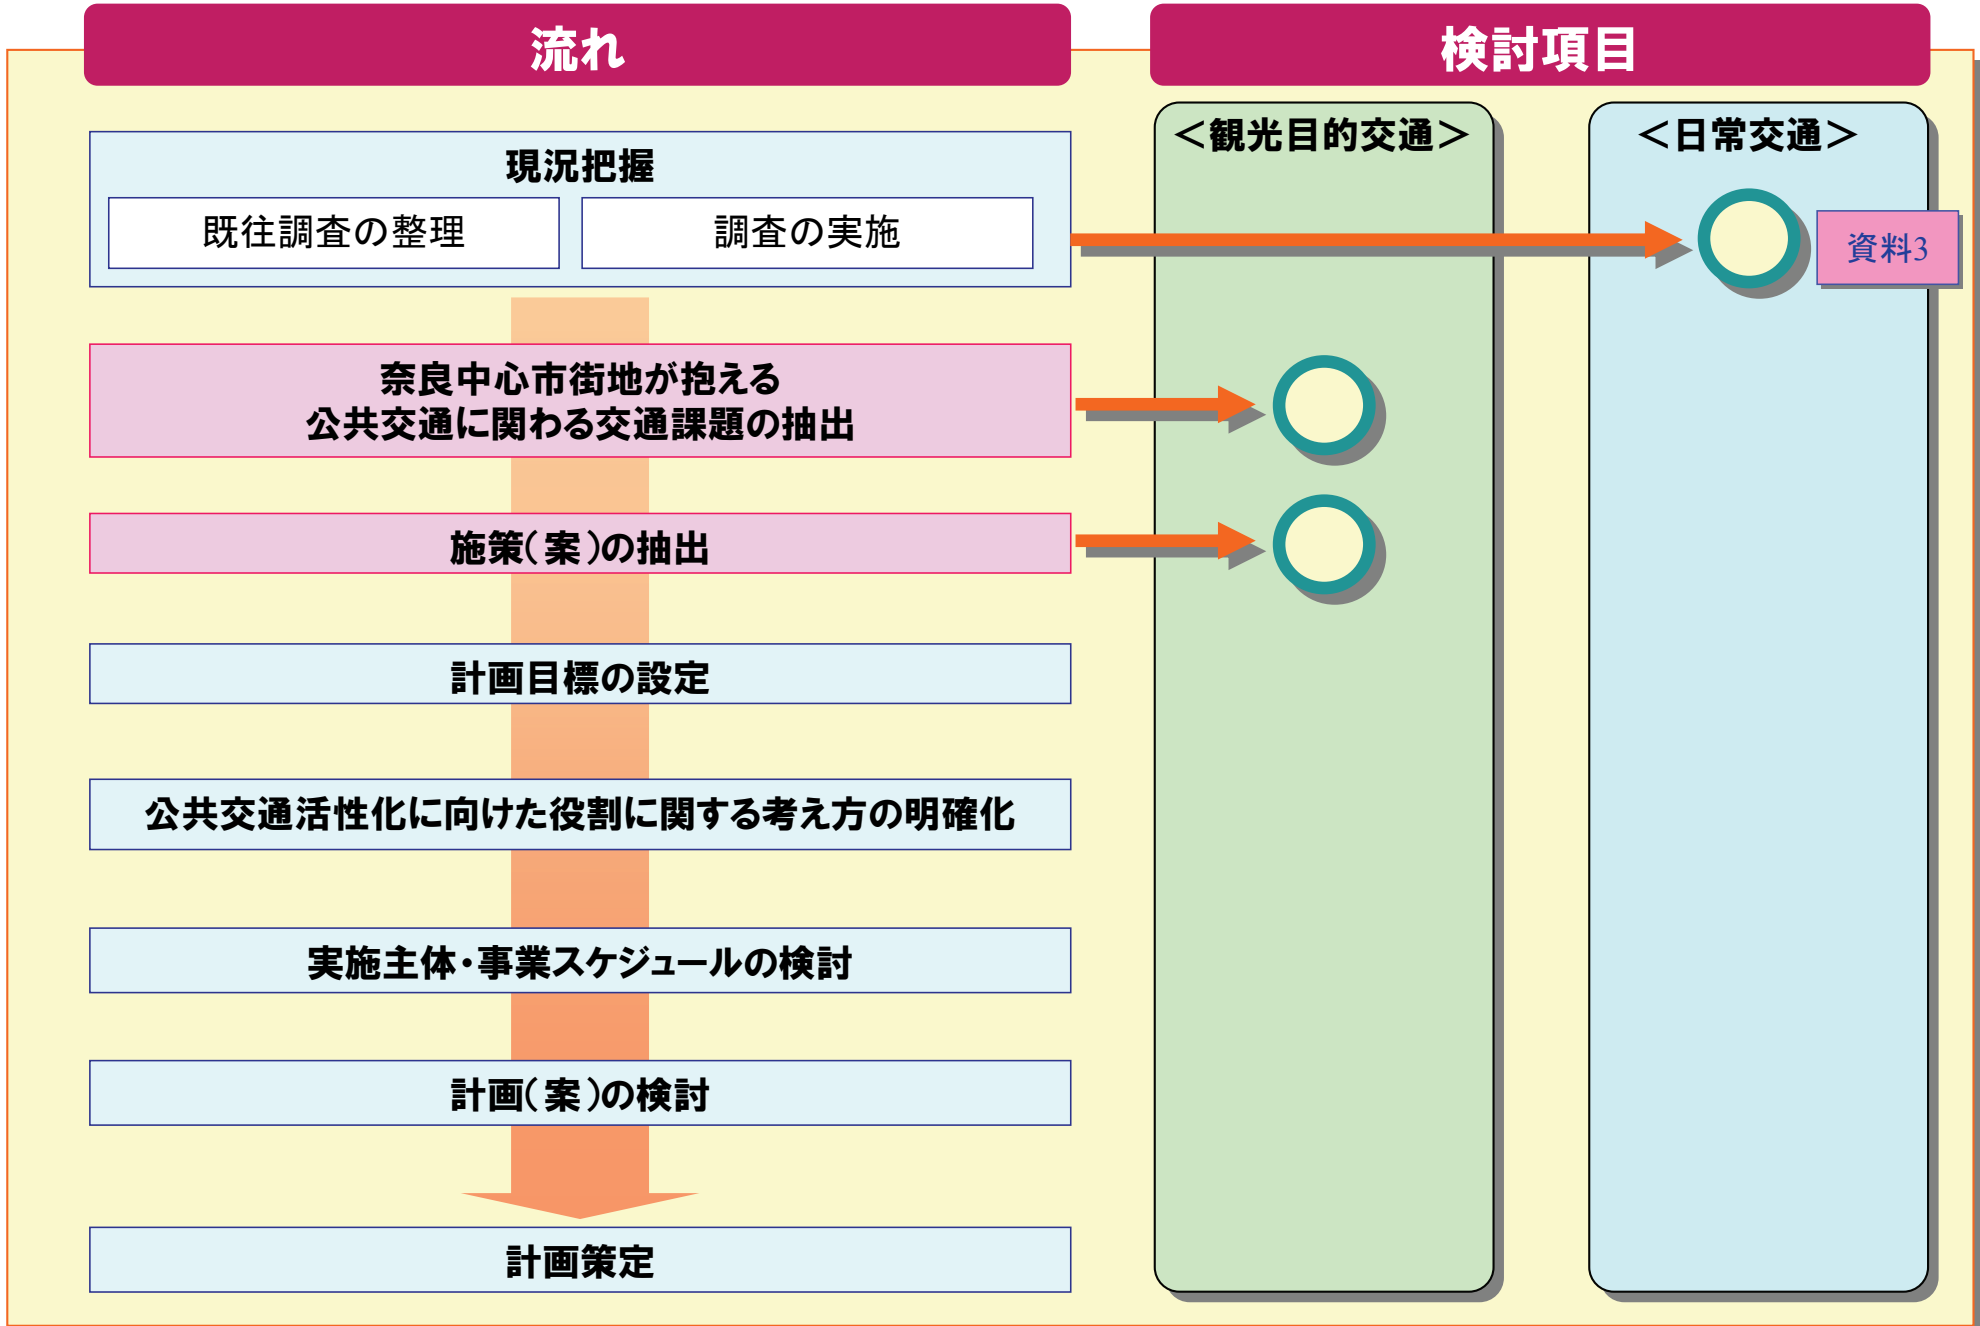 流れ
検討項目
現況把握
既往調査の整理
調査の実施
奈良中心市街地が抱える
公共交通に関わる交通課題の抽出
施策(案)の抽出
計画目標の設定
公共交通活性化に向けた役割に関する考え方の明確化
実施主体・事業スケジュールの検討
計画(案)の検討
計画策定
＜観光目的交通＞
＜日常交通＞
資料3